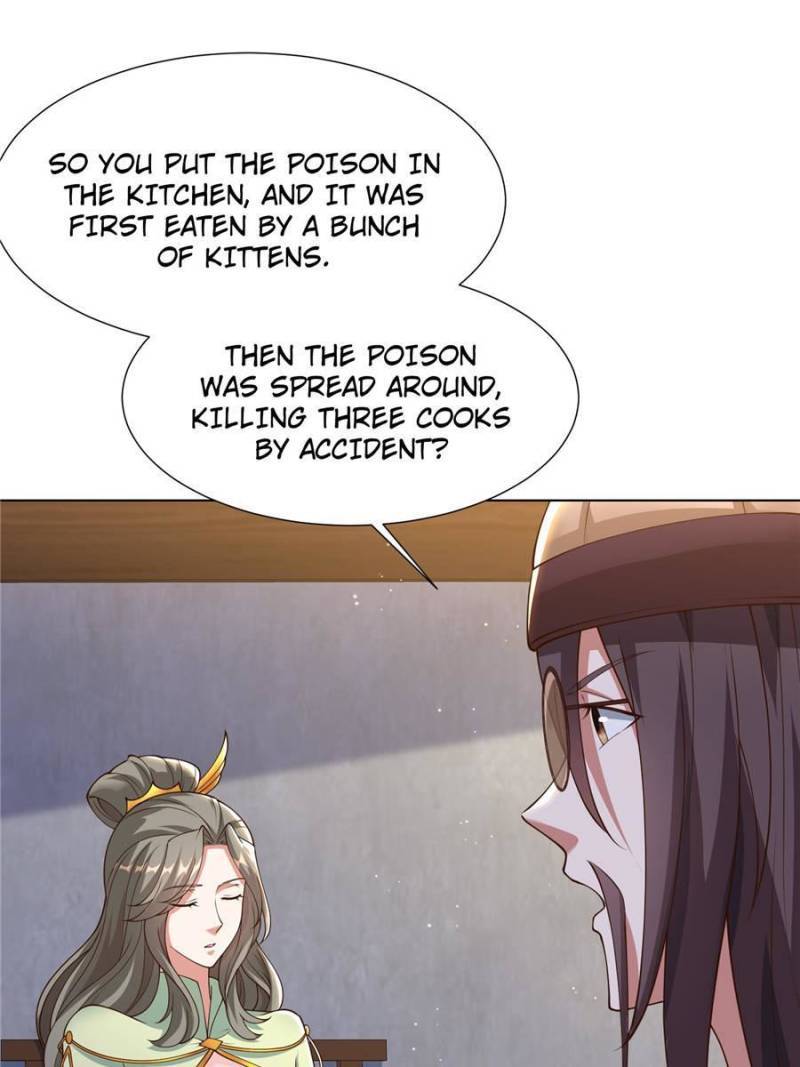 SO YOU PUT THE POISON IN
THE KITCHEN, AND IT WAS
FIRST EATEN BY A BUNCH
OF KITTENS.
THEN THE POISON
WAS SPREAD AROUND,
KILLING THREE COOKS
BY ACCIDENT?